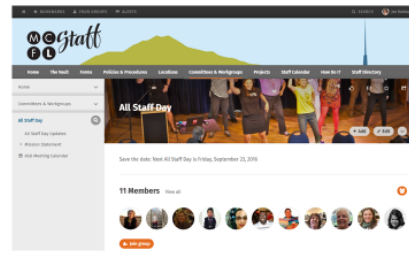 BOOKMARKS YOUR GROUPS ALERTS SEARCH
MC Staff
FL
Home The Vault Forms Policies & Procedures Locations Committees & Workgroups Projects Staff Calendar How Do I? Staff Directory
Home
Committees & Workgroups
All Staff Day
All Staff Day Updates
Mission Statement
ASD Meeting Calendar
All Staff Day
+ Add
Edit
Save the date: Next All Staff Day is Friday, September 23, 2016
11 Members View all
Join group